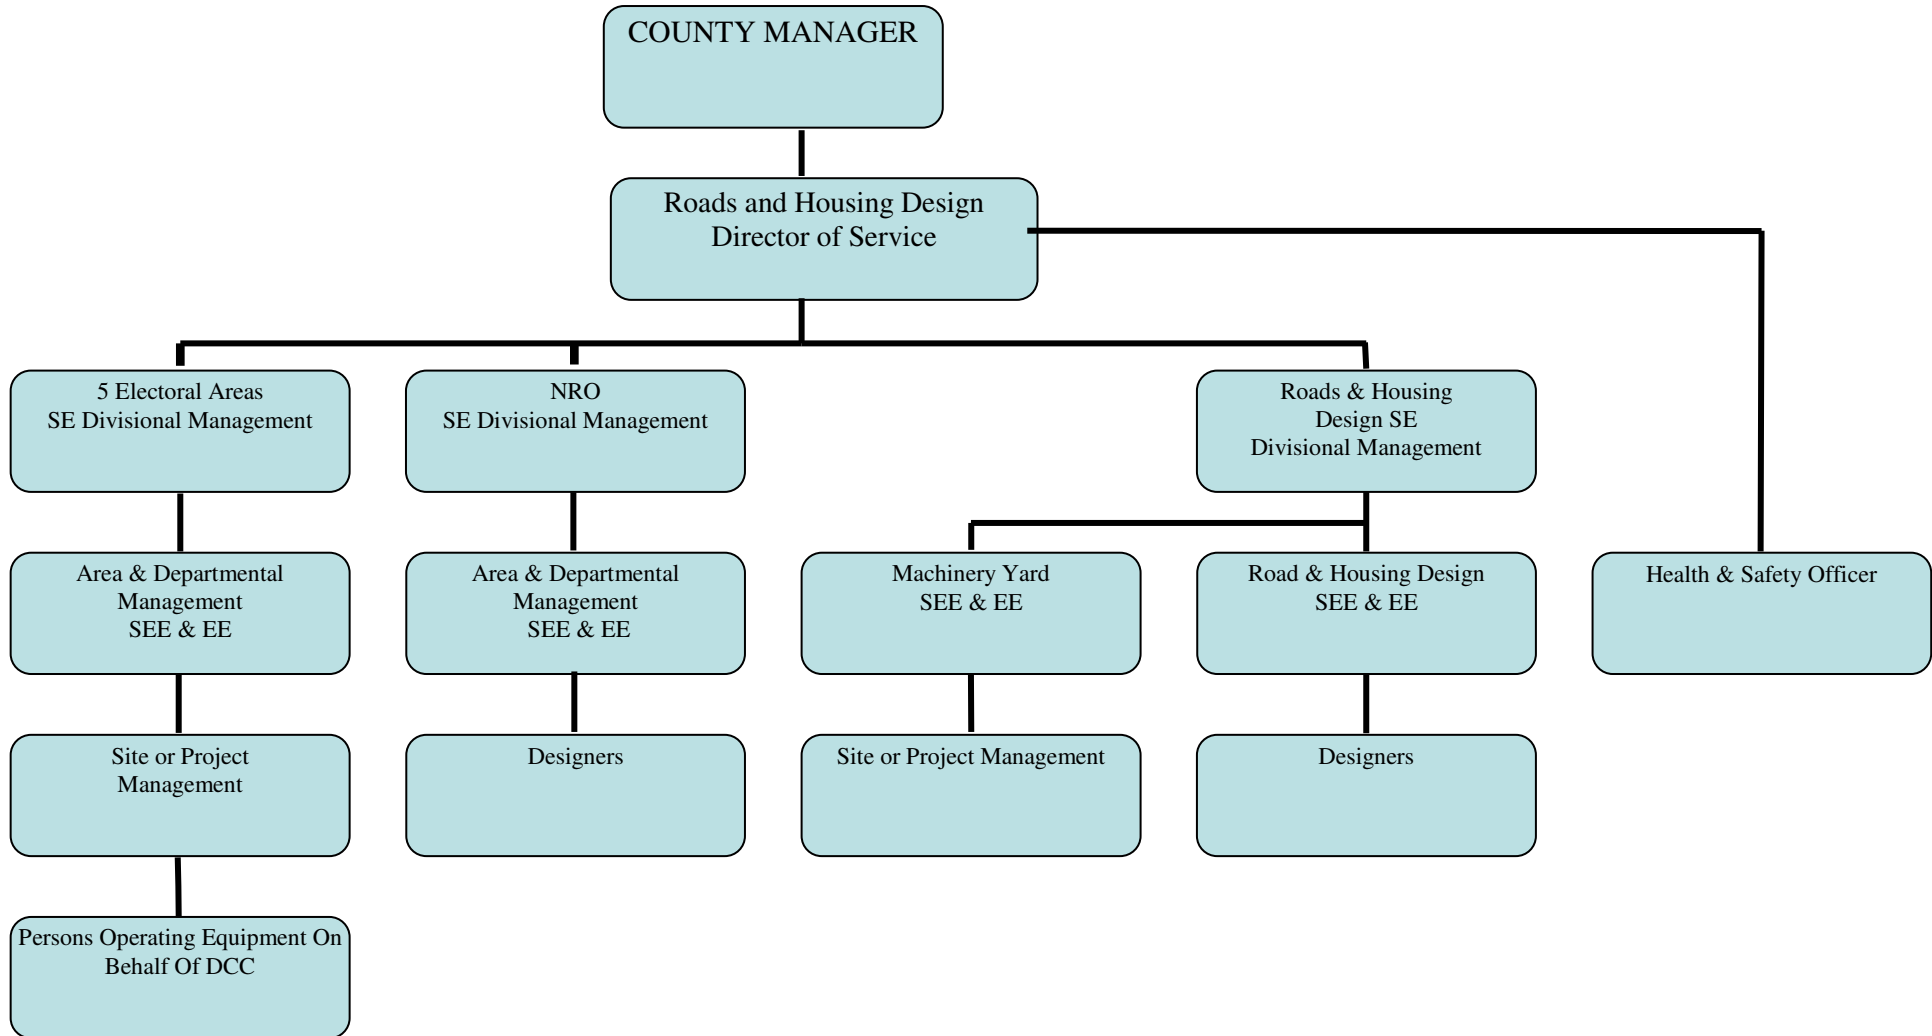 COUNTY MANAGER
Roads and Housing Design
Director of Service
5 Electoral Areas
SE Divisional Management
NRO
SE Divisional Management
Roads & Housing
Design SE
Divisional Management
Area & Departmental
Management
SEE & EE
Area & Departmental
Management
SEE & EE
Machinery Yard
SEE & EE
Road & Housing Design
SEE & EE
Health & Safety Officer
Site or Project
Management
Designers
Site or Project Management
Designers
Persons Operating Equipment On
Behalf Of DCC